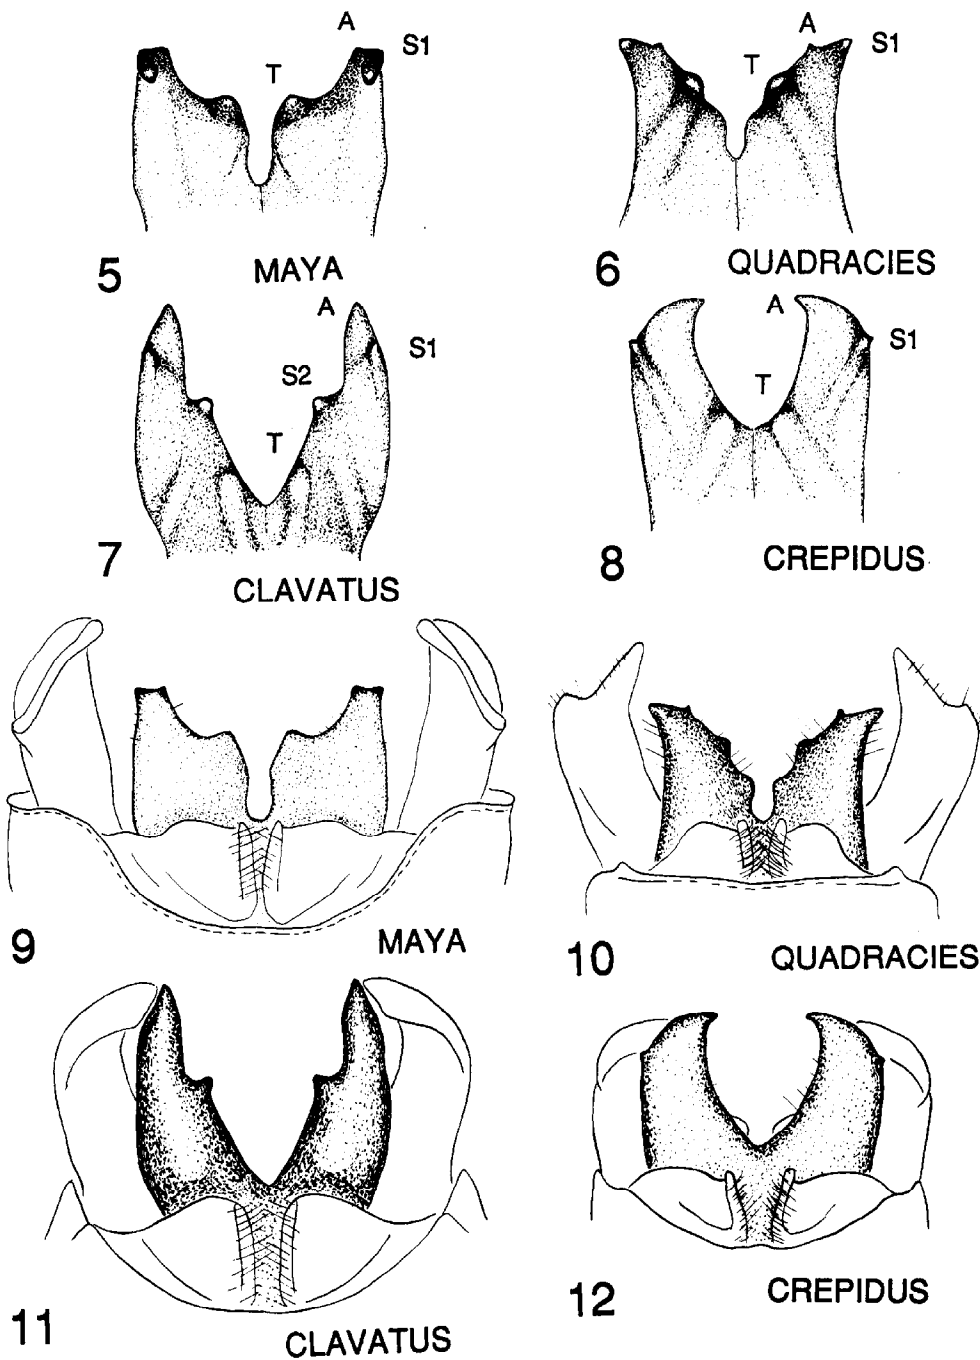 A
S1
T
5
MAYA
A
S1
T
6
QUADRACIES
A
S1
S2
T
7
CLAVATUS
A
S1
T
8
CREPIDUS
9
MAYA
10
QUADRACIES
11
CLAVATUS
12
CREPIDUS